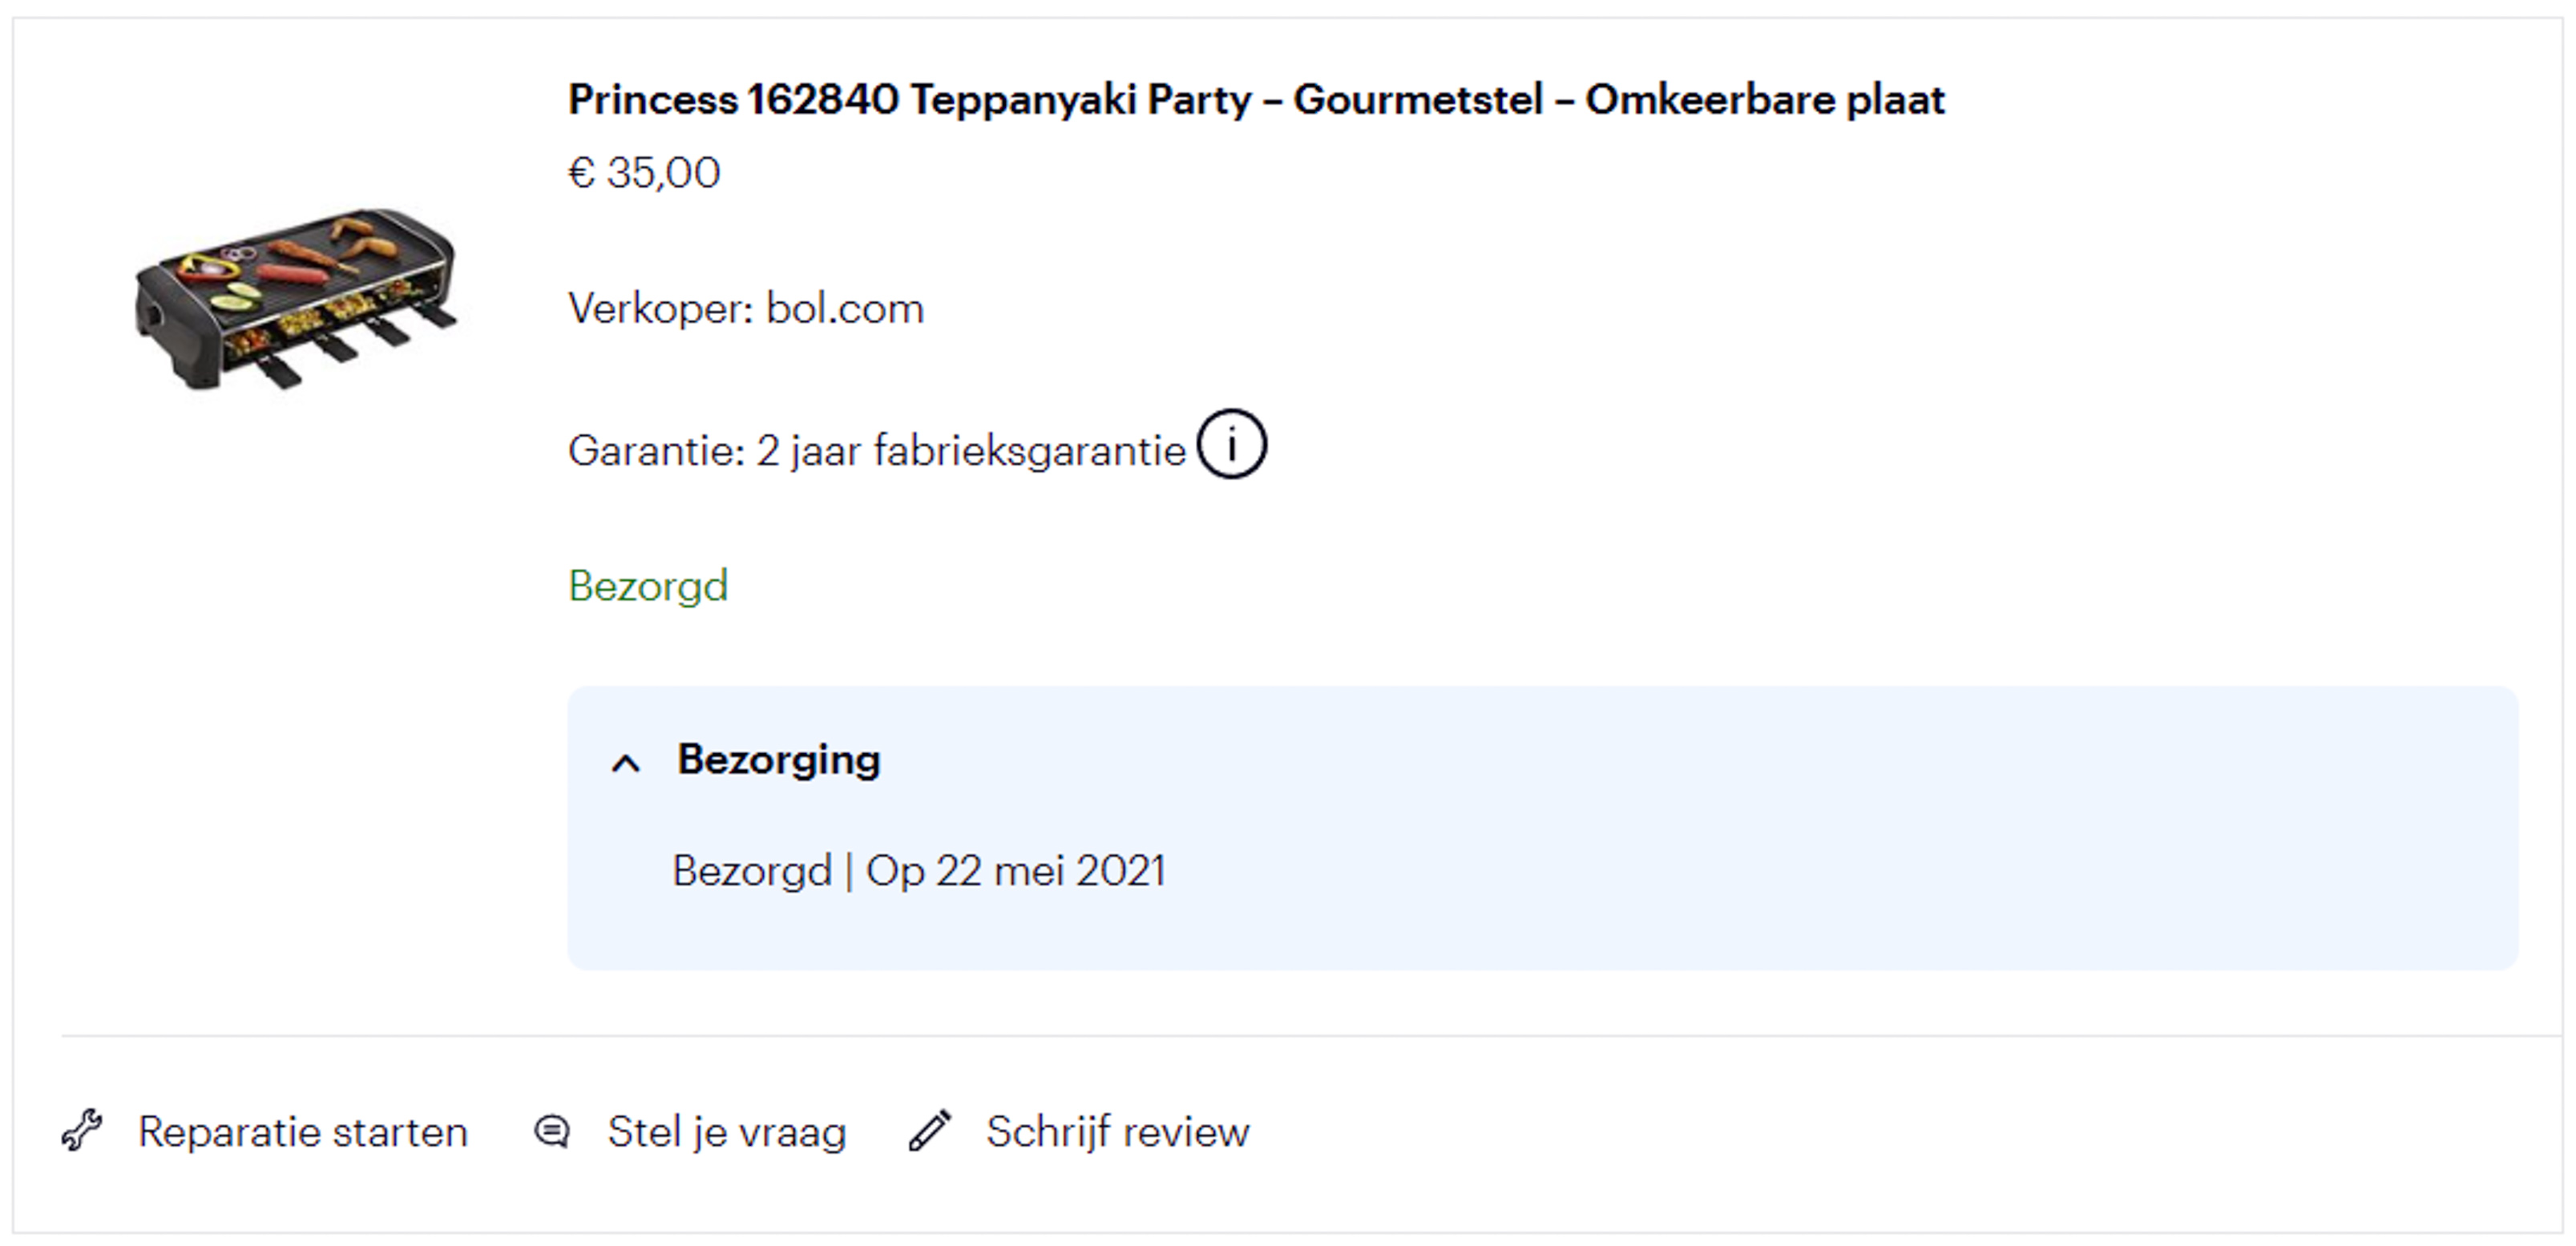 Princess 162840 Teppanyaki Party – Gourmetstel – Omkeerbare plaat
€ 35,00
Verkoper: bol.com
Garantie: 2 jaar fabrieksgarantie i
Bezorgd
Bezorging
Bezorgd | Op 22 mei 2021
Reparatie starten Stel je vraag Schrijf review